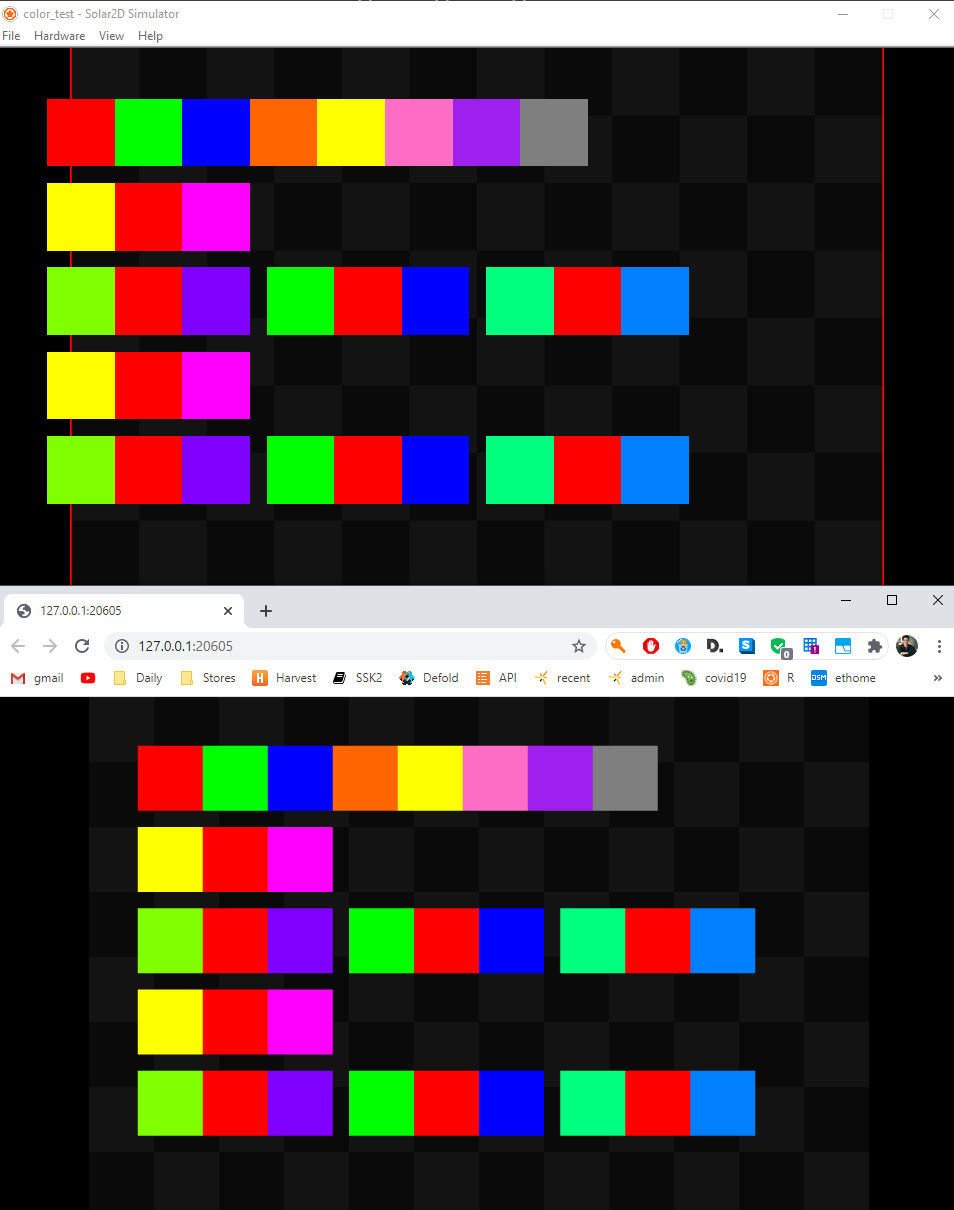 color_test - Solar2D Simulator
File Hardware View Help
127.0.0.1:20605
127.0.0.1:20605
D.
S
0
gmail Daily Stores H Harvest SSK2 Defold API recent admin covid19 R DSM ethome »